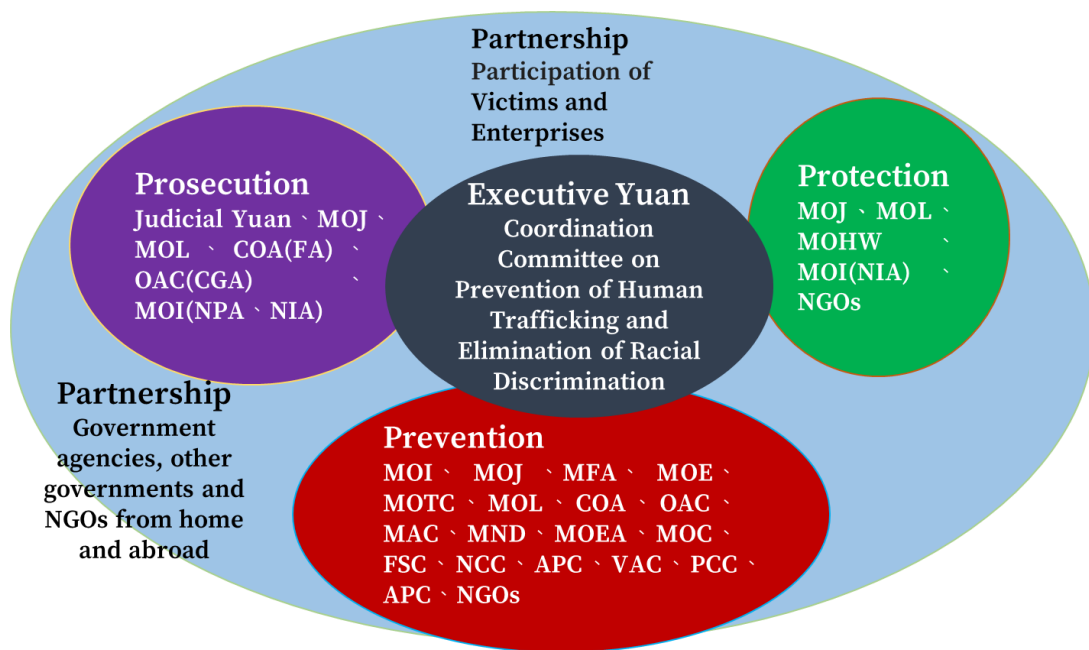 Partnership
Participation of
Victims and
Enterprises
Prosecution
Judicial Yuan、MOJ、
MOL 、 COA(FA) 、
OAC(CGA) 、
MOI(NPA、NIA)
Executive Yuan
Coordination
Committee on
Prevention of Human
Trafficking and
Elimination of Racial
Discrimination
Protection
MOJ 、 MOL 、
MOHW 、
MOI(NIA) 、
NGOs
Partnership
Government
agencies, other
governments and
NGOs from home
and abroad
Prevention
MOI、 MOJ 、MFA、 MOE、
MOTC、MOL、COA、OAC、
MAC、MND、MOEA、MOC、
FSC、NCC、APC、VAC、PCC、
APC、NGOs